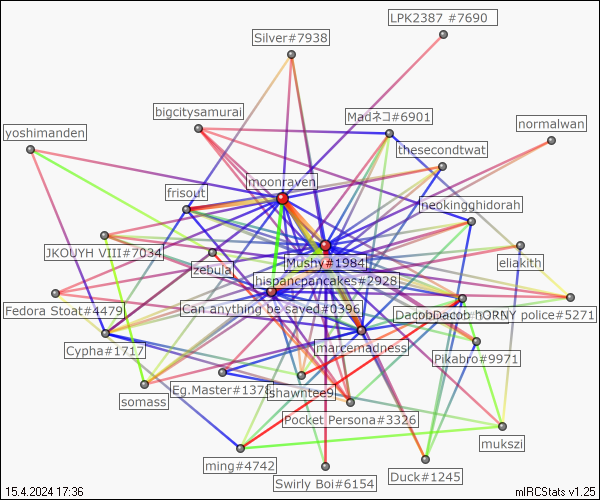 LPK2387 #7690
Silver#7938
bigcitysamurai
Madネコ#6901
normalwan
yoshimanden
thesecondtwat
moonraven
frisout
neokingghidorah
JKOUYH VIII#7034
Mushy#1984
eliakith
zebula
hispancpancakes#2928
Fedora Stoat#4479
Can anything be saved#0396
DacobDacob
hORNY police#5271
marcemadness
Cypha#1717
Pikabro#9971
Eg.Master#1378
shawntee9
somass
Pocket Persona#3326
mukszi
ming#4742
Swirly Boi#6154
Duck#1245
15.4.2024 17:36
mIRCStats v1.25